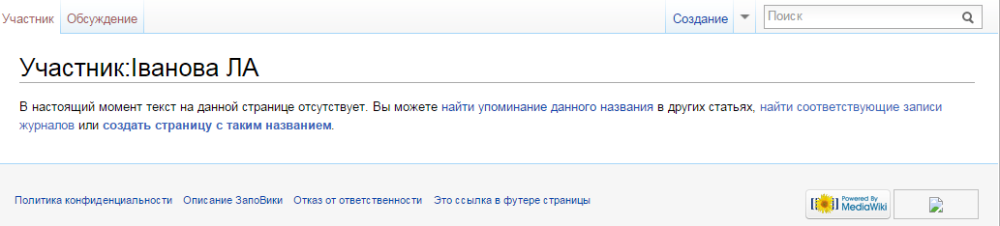 Участник Обсуждение Создание Поиск
Участник:Іванова ЛА
В настоящий момент текст на данной странице отсутствует. Вы можете найти упоминание данного названия в других статьях, найти соответствующие записи
журналов или создать страницу с таким названием.
Политика конфиденциальности Описание ЗапоВики Отказ от ответственности Это ссылка в футере страницы
Powered By
MediaWiki